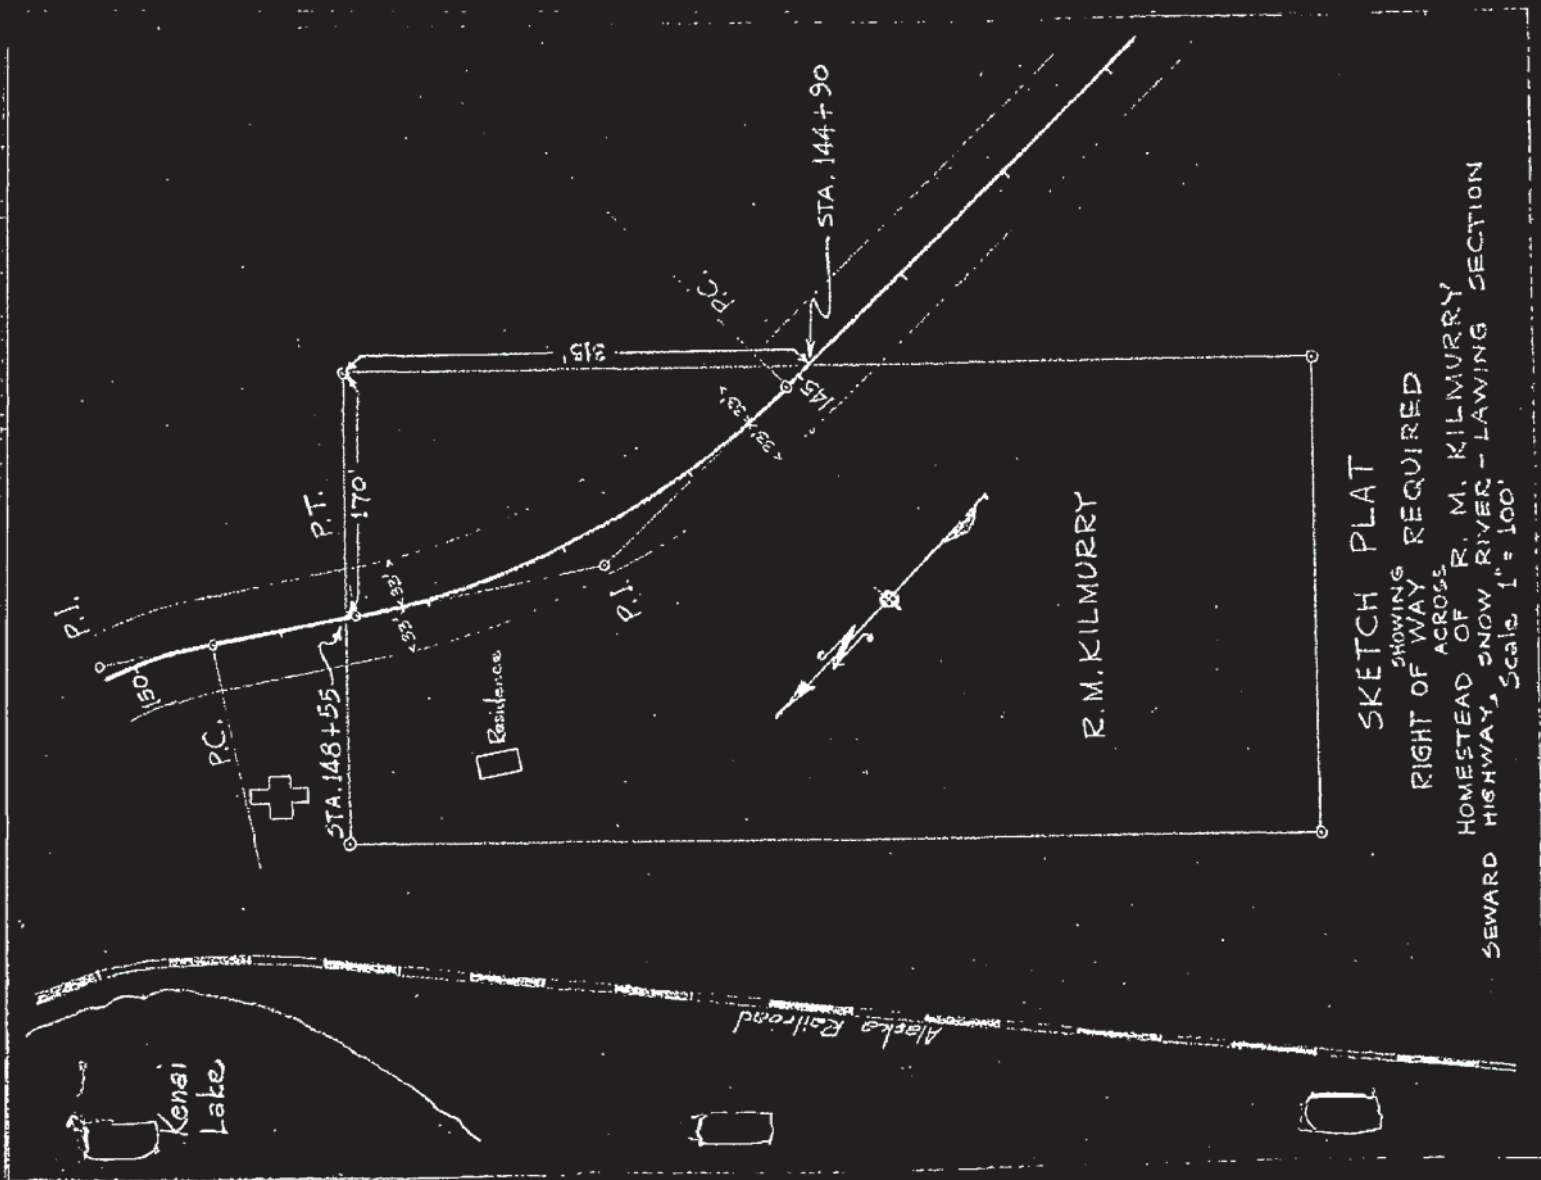 P.I.
150
P.C.
P.T.
170'
STA. 148+55
<33'><33'>
Residence
P.I.
315'
P.C.
STA. 144+90
<33'><33'>
145
R.M. KILMURRY
Kenai
Lake
Alaska Railroad
SKETCH PLAT
SHOWING
RIGHT OF WAY REQUIRED
ACROSS
HOMESTEAD OF R. M. KILMURRY
SEWARD HIGHWAY, SNOW RIVER - LAWING SECTION
Scale 1" = 100'